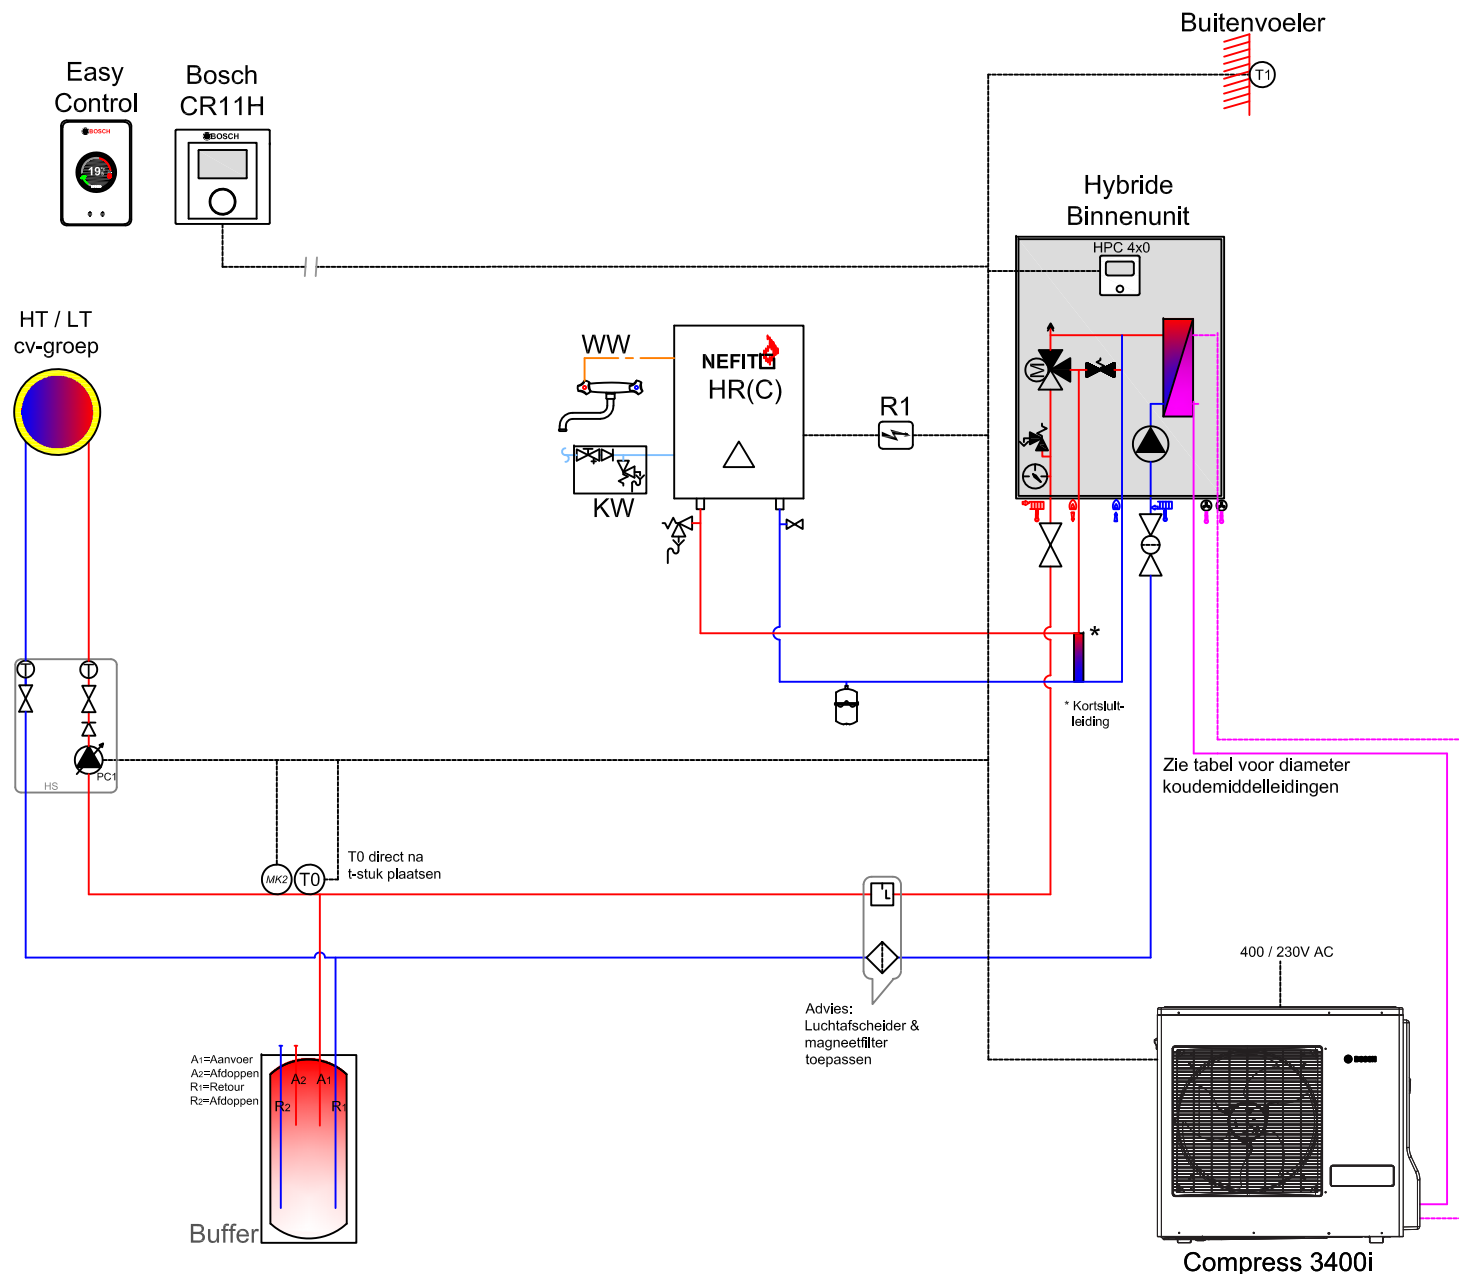 Buitenvoeler
T1
Easy
Control
Bosch
CR11H
BOSCH
19
BOSCH
Hybride
Binnenunit
HPC 4x0
M
HT / LT
cv-groep
WW
NEFIT
HR(C)
R1
KW
*
* Kortsluit-
leiding
T
T
PC1
HS
Zie tabel voor diameter
koudemiddelleidingen
MK2
T0
T0 direct na
t-stuk plaatsen
L
400 / 230V AC
Advies:
Luchtafscheider &
magneetfilter
toepassen
A1=Aanvoer
A2=Afdoppen
R1=Retour
R2=Afdoppen
A2
A1
R2
R1
BOSCH
Buffer
Compress 3400i